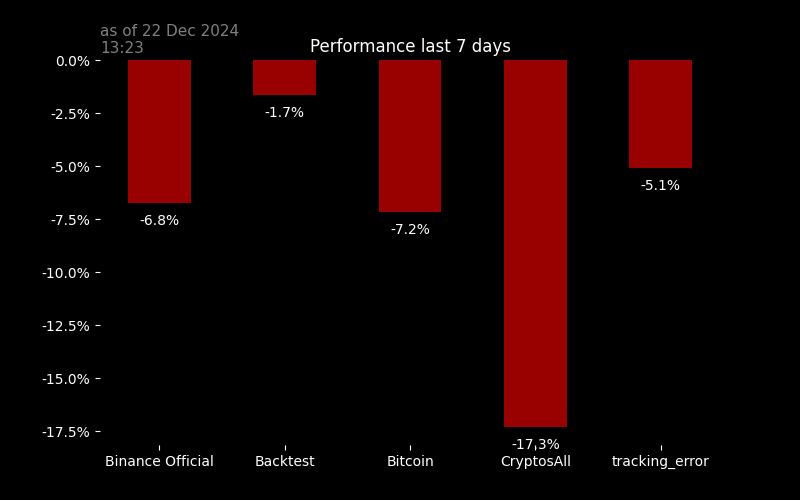 as of 22 Dec 2024
13:23
Performance last 7 days
0.0%
-2.5%
-5.0%
-7.5%
-10.0%
-12.5%
-15.0%
-17.5%
-6.8%
-1.7%
-7.2%
-17.3%
-5.1%
Binance Official
Backtest
Bitcoin
CryptosAll
tracking_error